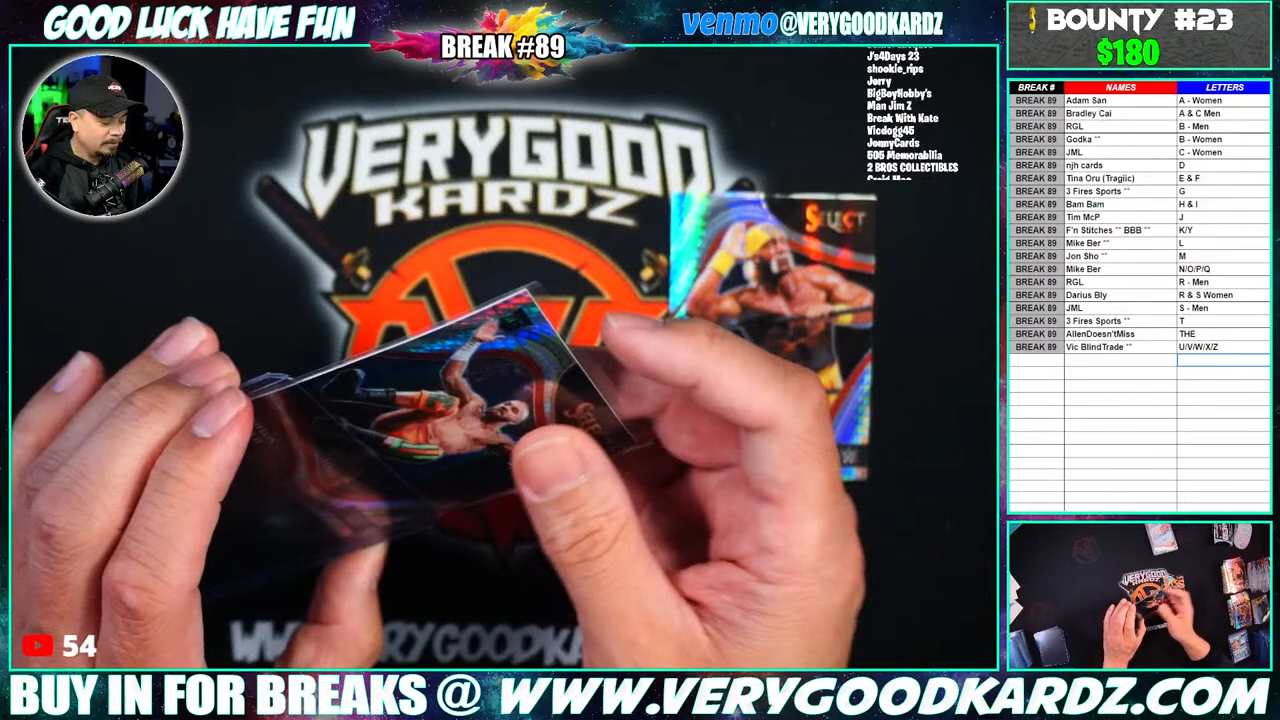 GOOD LUCK HAVE FUN
BREAK #89
venmo@VERYGOODKARDZ
BOUNTY #23
$180
J's4Days 23
shookie_rips
Jerry
BigBoyHobby's
Man Jim Z
Break With Kate
Vicdogg45
JonnyCards
505 Memorabilia
2 BROS COLLECTIBLES
VERYGOOD
KARDZ
SELECT
BREAK # NAMES LETTERS
BREAK 89 Adam San A - Women
BREAK 89 Bradley Cai A & C Men
BREAK 89 RGL B - Men
BREAK 89 Godka ** B - Women
BREAK 89 JML C - Women
BREAK 89 njh cards D
BREAK 89 Tina Oru (Tragiic) E & F
BREAK 89 3 Fires Sports ** G
BREAK 89 Bam Bam H & I
BREAK 89 Tim McP J
BREAK 89 F'n Stitches ** BBB ** K/Y
BREAK 89 Mike Ber ** L
BREAK 89 Jon Sho ** M
BREAK 89 Mike Ber N/O/P/Q
BREAK 89 RGL R - Men
BREAK 89 Darius Bly R & S Women
BREAK 89 JML S - Men
BREAK 89 3 Fires Sports ** T
BREAK 89 AllenDoesn'tMiss THE
BREAK 89 Vic BlindTrade ** U/V/W/X/Z
54
BUY IN FOR BREAKS @ WWW.VERYGOODKARDZ.COM